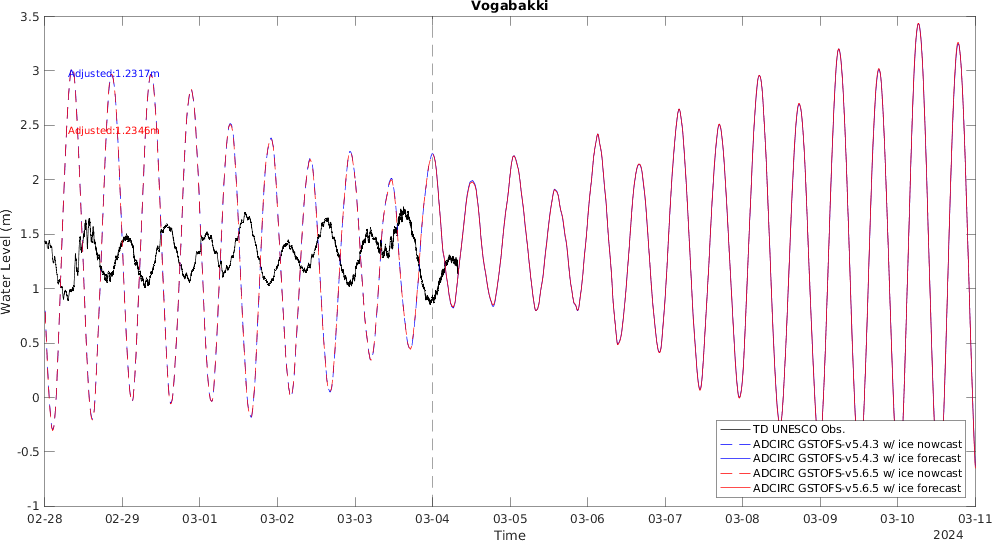 Vogabakki
3.5
3
2.5
2
1.5
1
0.5
0
-0.5
-1
Water Level (m)
Adjusted:1.2317m
Adjusted:1.2346m
TD UNESCO Obs.
ADCIRC GSTOFS-v5.4.3 w/ ice nowcast
ADCIRC GSTOFS-v5.4.3 w/ ice forecast
ADCIRC GSTOFS-v5.6.5 w/ ice nowcast
ADCIRC GSTOFS-v5.6.5 w/ ice forecast
02-28 02-29 03-01 03-02 03-03 03-04 03-05 03-06 03-07 03-08 03-09 03-10 03-11
Time
2024